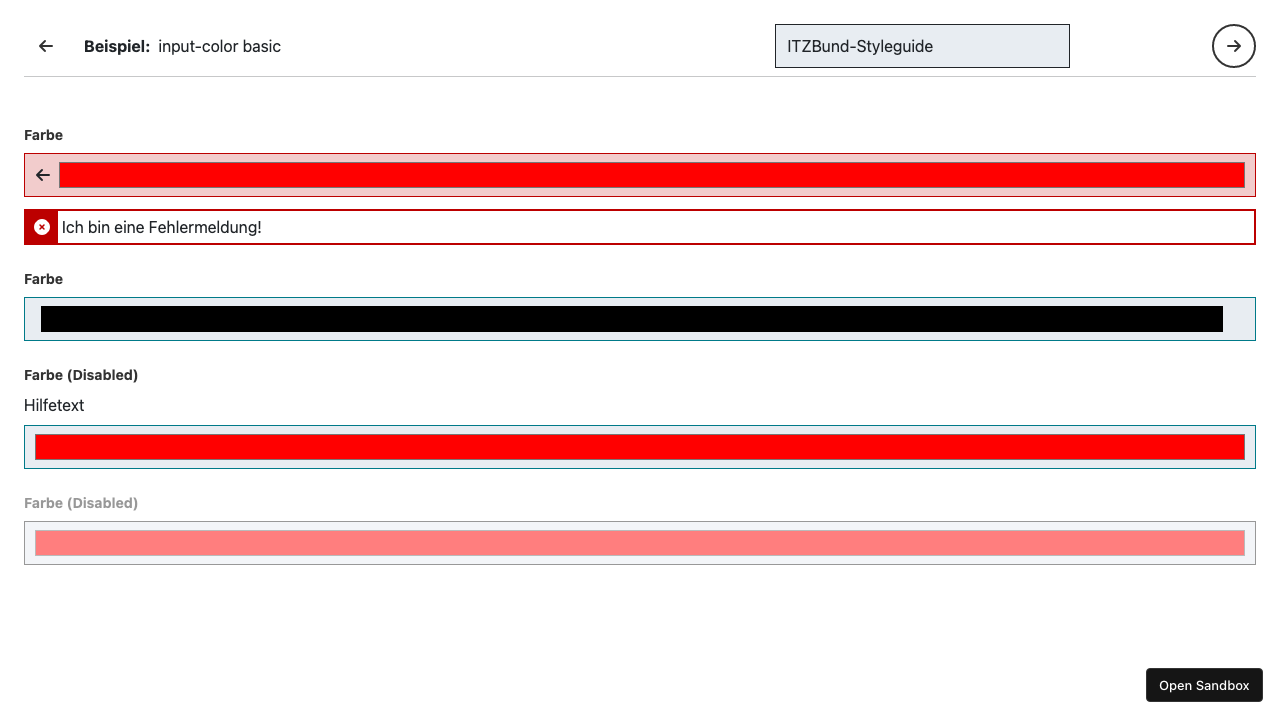 Beispiel: input-color basic
ITZBund-Styleguide
Farbe
Ich bin eine Fehlermeldung!
Farbe
Farbe (Disabled)
Hilfetext
Farbe (Disabled)
Open Sandbox